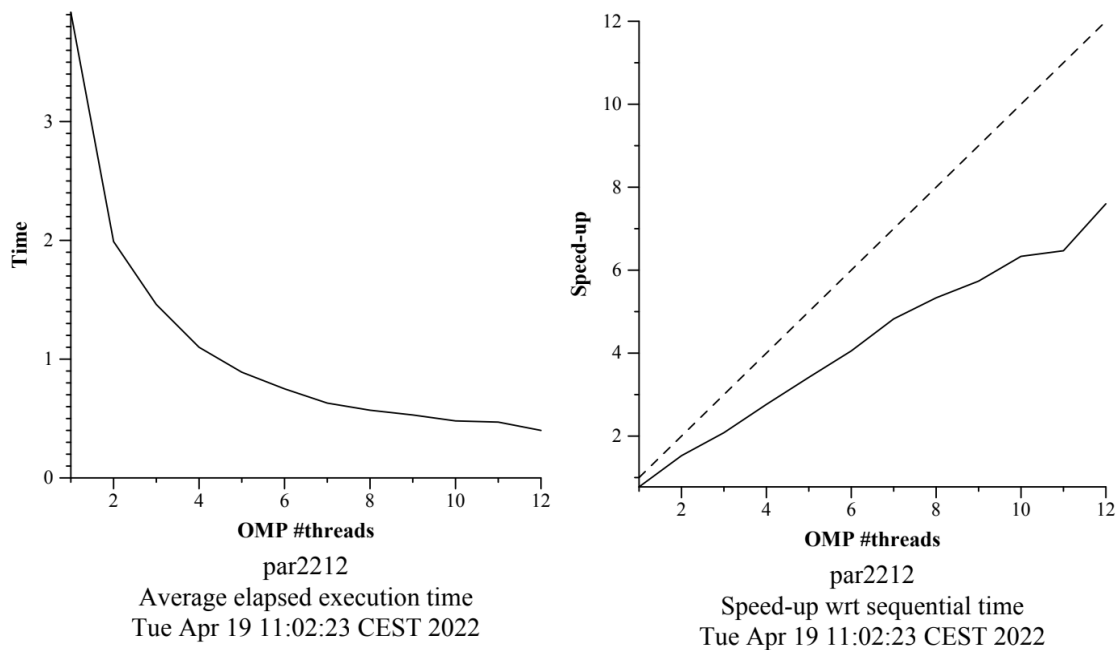 3
2
1
0
Time
2
4
6
8
10
12
OMP #threads
par2212
Average elapsed execution time
Tue Apr 19 11:02:23 CEST 2022
12
10
8
6
4
2
Speed-up
2
4
6
8
10
12
OMP #threads
par2212
Speed-up wrt sequential time
Tue Apr 19 11:02:23 CEST 2022